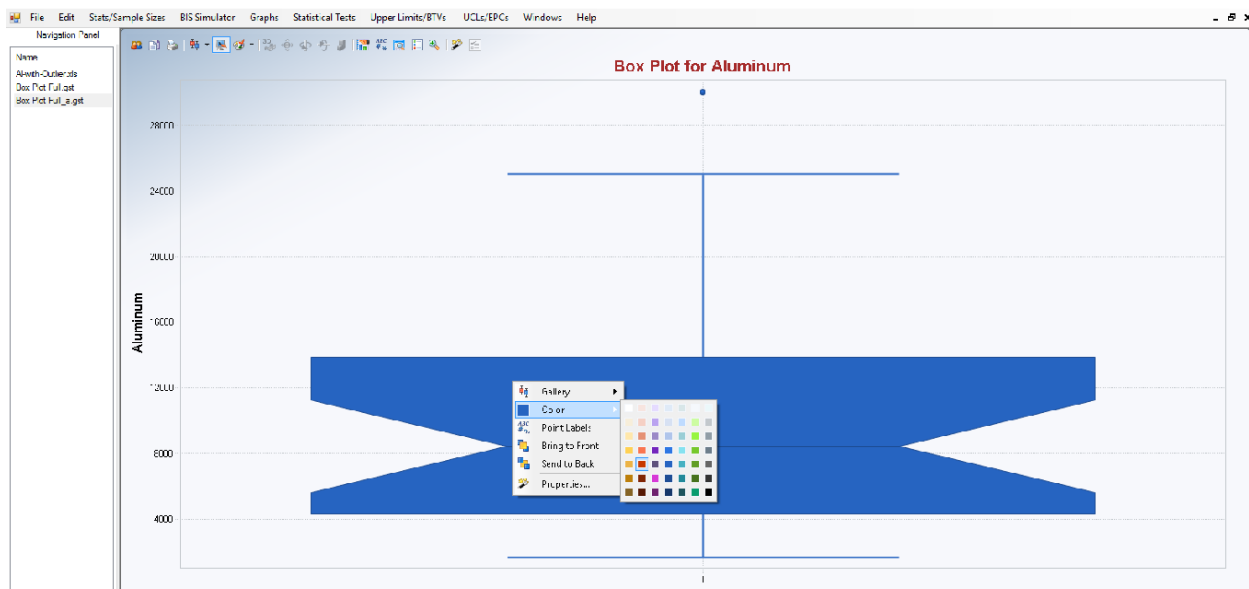 File Edit Stats/Sample Sizes BIS Simulator Graphs Statistical Tests Upper Limits/BTVs UCLs/EPCs Windows Help
Navigation Panel
Name
Al-with-Outlier.xls
Box Plot Full.gst
Box Plot Full_a.gst
Box Plot for Aluminum
28000
24000
20000
16000
12000
8000
4000
Aluminum
Gallery
Color
Point Labels
Bring to Front
Send to Back
Properties...